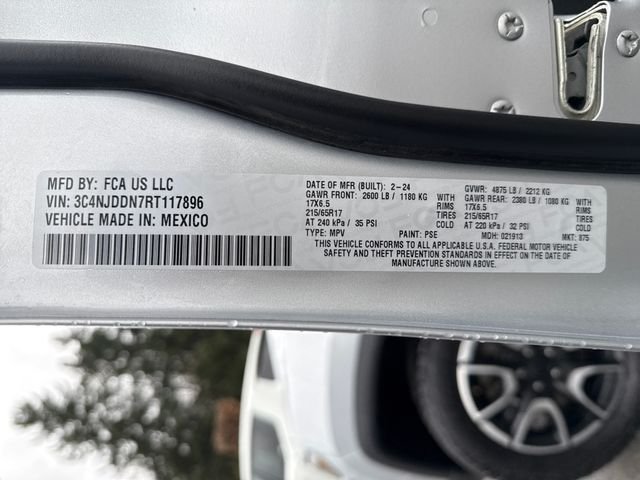 MFD BY: FCA US LLC
VIN: 3C4NJDDN7RT117896
VEHICLE MADE IN: MEXICO
DATE OF MFR (BUILT): 2-24 GVWR: 4875 LB / 2212 KG
GAWR FRONT: 2600 LB / 1180 KG WITH GAWR REAR: 2380 LB / 1080 KG WITH
17X6.5 RIMS 17X6.5 RIMS
215/65R17 TIRES 215/65R17 TIRES
AT 240 kPa / 35 PSI COLD AT 220 kPa / 32 PSI COLD
TYPE: MPV PAINT: PSE MDH: 021913 MKT: 875
THIS VEHICLE CONFORMS TO ALL APPLICABLE U.S.A. FEDERAL MOTOR VEHICLE
SAFETY AND THEFT PREVENTION STANDARDS IN EFFECT ON THE DATE OF
MANUFACTURE SHOWN ABOVE.